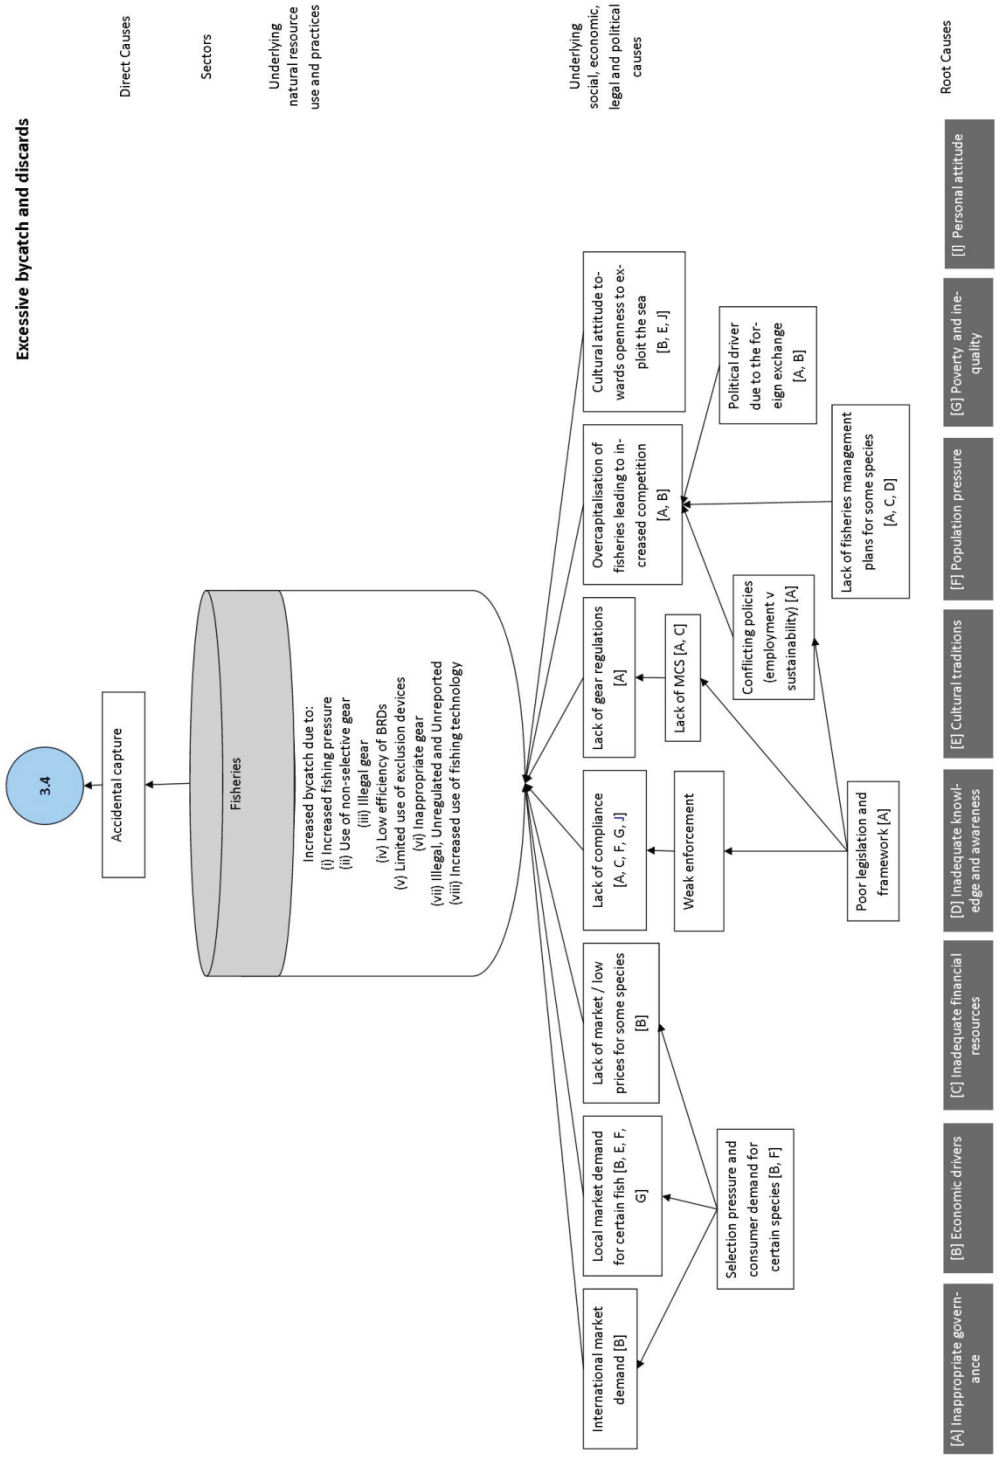 Excessive bycatch and discards
Direct Causes
Sectors
Underlying
natural resource
use and practices
Underlying
social, economic,
legal and political
causes
Root Causes
3.4
Accidental capture
Fisheries
Increased bycatch due to:
(i) Increased fishing pressure
(ii) Use of non-selective gear
(iii) Illegal gear
(iv) Low efficiency of BRDs
(v) Limited use of exclusion devices
(vi) Inappropriate gear
(vii) Illegal, Unregulated and Unreported
(viii) Increased use of fishing technology
International market
demand [B]
Local market demand
for certain fish [B, E, F,
G]
Lack of market / low
prices for some species
[B]
Lack of compliance
[A, C, F, G, J]
Lack of gear regulations
[A]
Overcapitalisation of
fisheries leading to in-
creased competition
[A, B]
Cultural attitude to-
wards openness to ex-
ploit the sea
[B, E, J]
Weak enforcement
Lack of MCS [A, C]
Selection pressure and
consumer demand for
certain species [B, F]
Conflicting policies
(employment v
sustainability) [A]
Political driver
due to the for-
eign exchange
[A, B]
Poor legislation and
framework [A]
Lack of fisheries management
plans for some species
[A, C, D]
[A] Inappropriate govern-
ance
[B] Economic drivers
[C] Inadequate financial
resources
[D] Inadequate knowl-
edge and awareness
[E] Cultural traditions
[F] Population pressure
[G] Poverty and ine-
quality
[I] Personal attitude